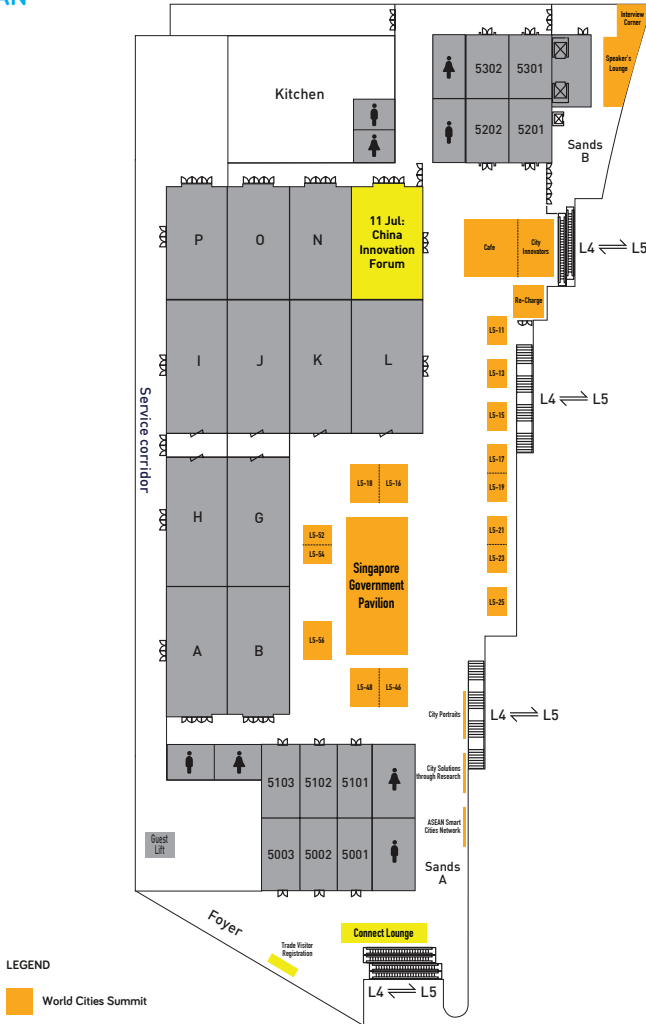 AN
Interview
Corner
Speaker's
Lounge
Kitchen
5302
5301
5202
5201
Sands
B
P
O
N
11 Jul:
China
Innovation
Forum
Cafe
City
Innovators
L4 ⇌ L5
Re-Charge
L5-11
I
J
K
L
L5-13
L4 ⇌ L5
L5-15
Service corridor
L5-17
L5-19
L5-18
L5-16
H
G
L5-52
L5-54
L5-21
L5-23
Singapore
Government
Pavilion
L5-25
A
B
L5-56
L5-48
L5-46
City Portraits
L4 ⇌ L5
5103
5102
5101
City Solutions
through Research
ASEAN Smart
Cities Network
Guest
Lift
5003
5002
5001
Sands
A
Foyer
Connect Lounge
Trade Visitor
Registration
L4 ⇌ L5
LEGEND
World Cities Summit